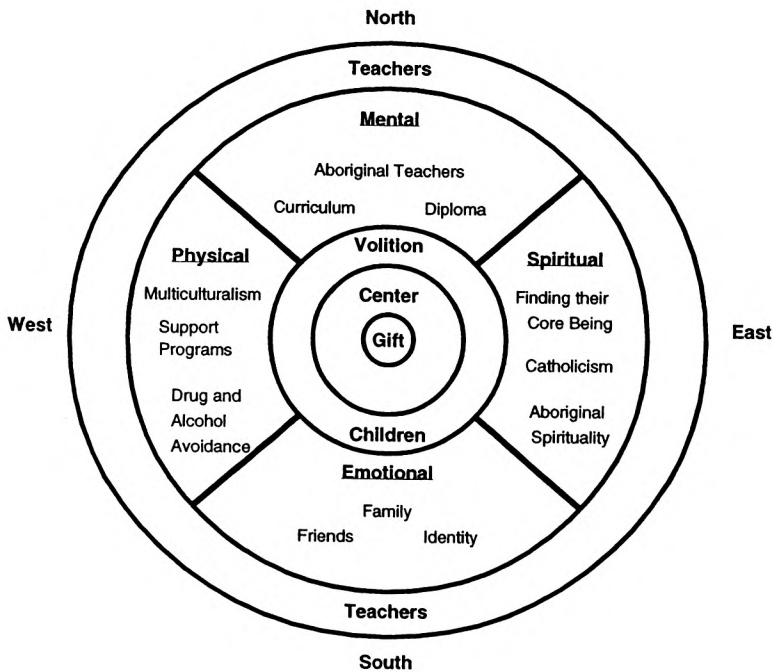 North
Teachers
Mental
Aboriginal Teachers
Curriculum
Diploma
Volition
Physical
Multiculturalism
Support
Programs
Drug and
Alcohol
Avoidance
West
Center
Gift
Children
Spiritual
Finding their
Core Being
Catholicism
Aboriginal
Spirituality
East
Emotional
Family
Friends
Identity
Teachers
South